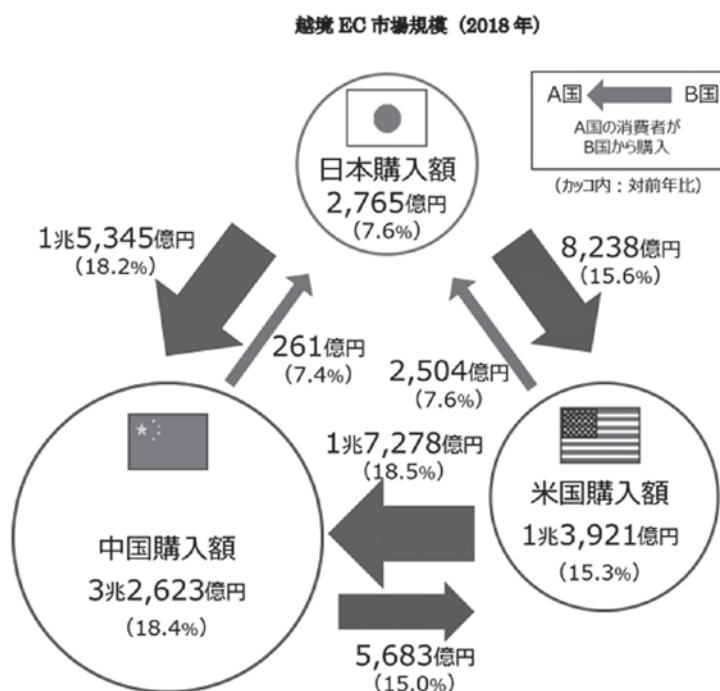 越境 EC 市場規模（2018 年）
A国 B国
A国の消費者が
B国から購入
（カッコ内：対前年比）
日本購入額
2,765億円
(7.6%)
1兆5,345億円
(18.2%)
8,238億円
(15.6%)
261億円
(7.4%)
2,504億円
(7.6%)
1兆7,278億円
(18.5%)
中国購入額
3兆2,623億円
(18.4%)
米国購入額
1兆3,921億円
(15.3%)
5,683億円
(15.0%)